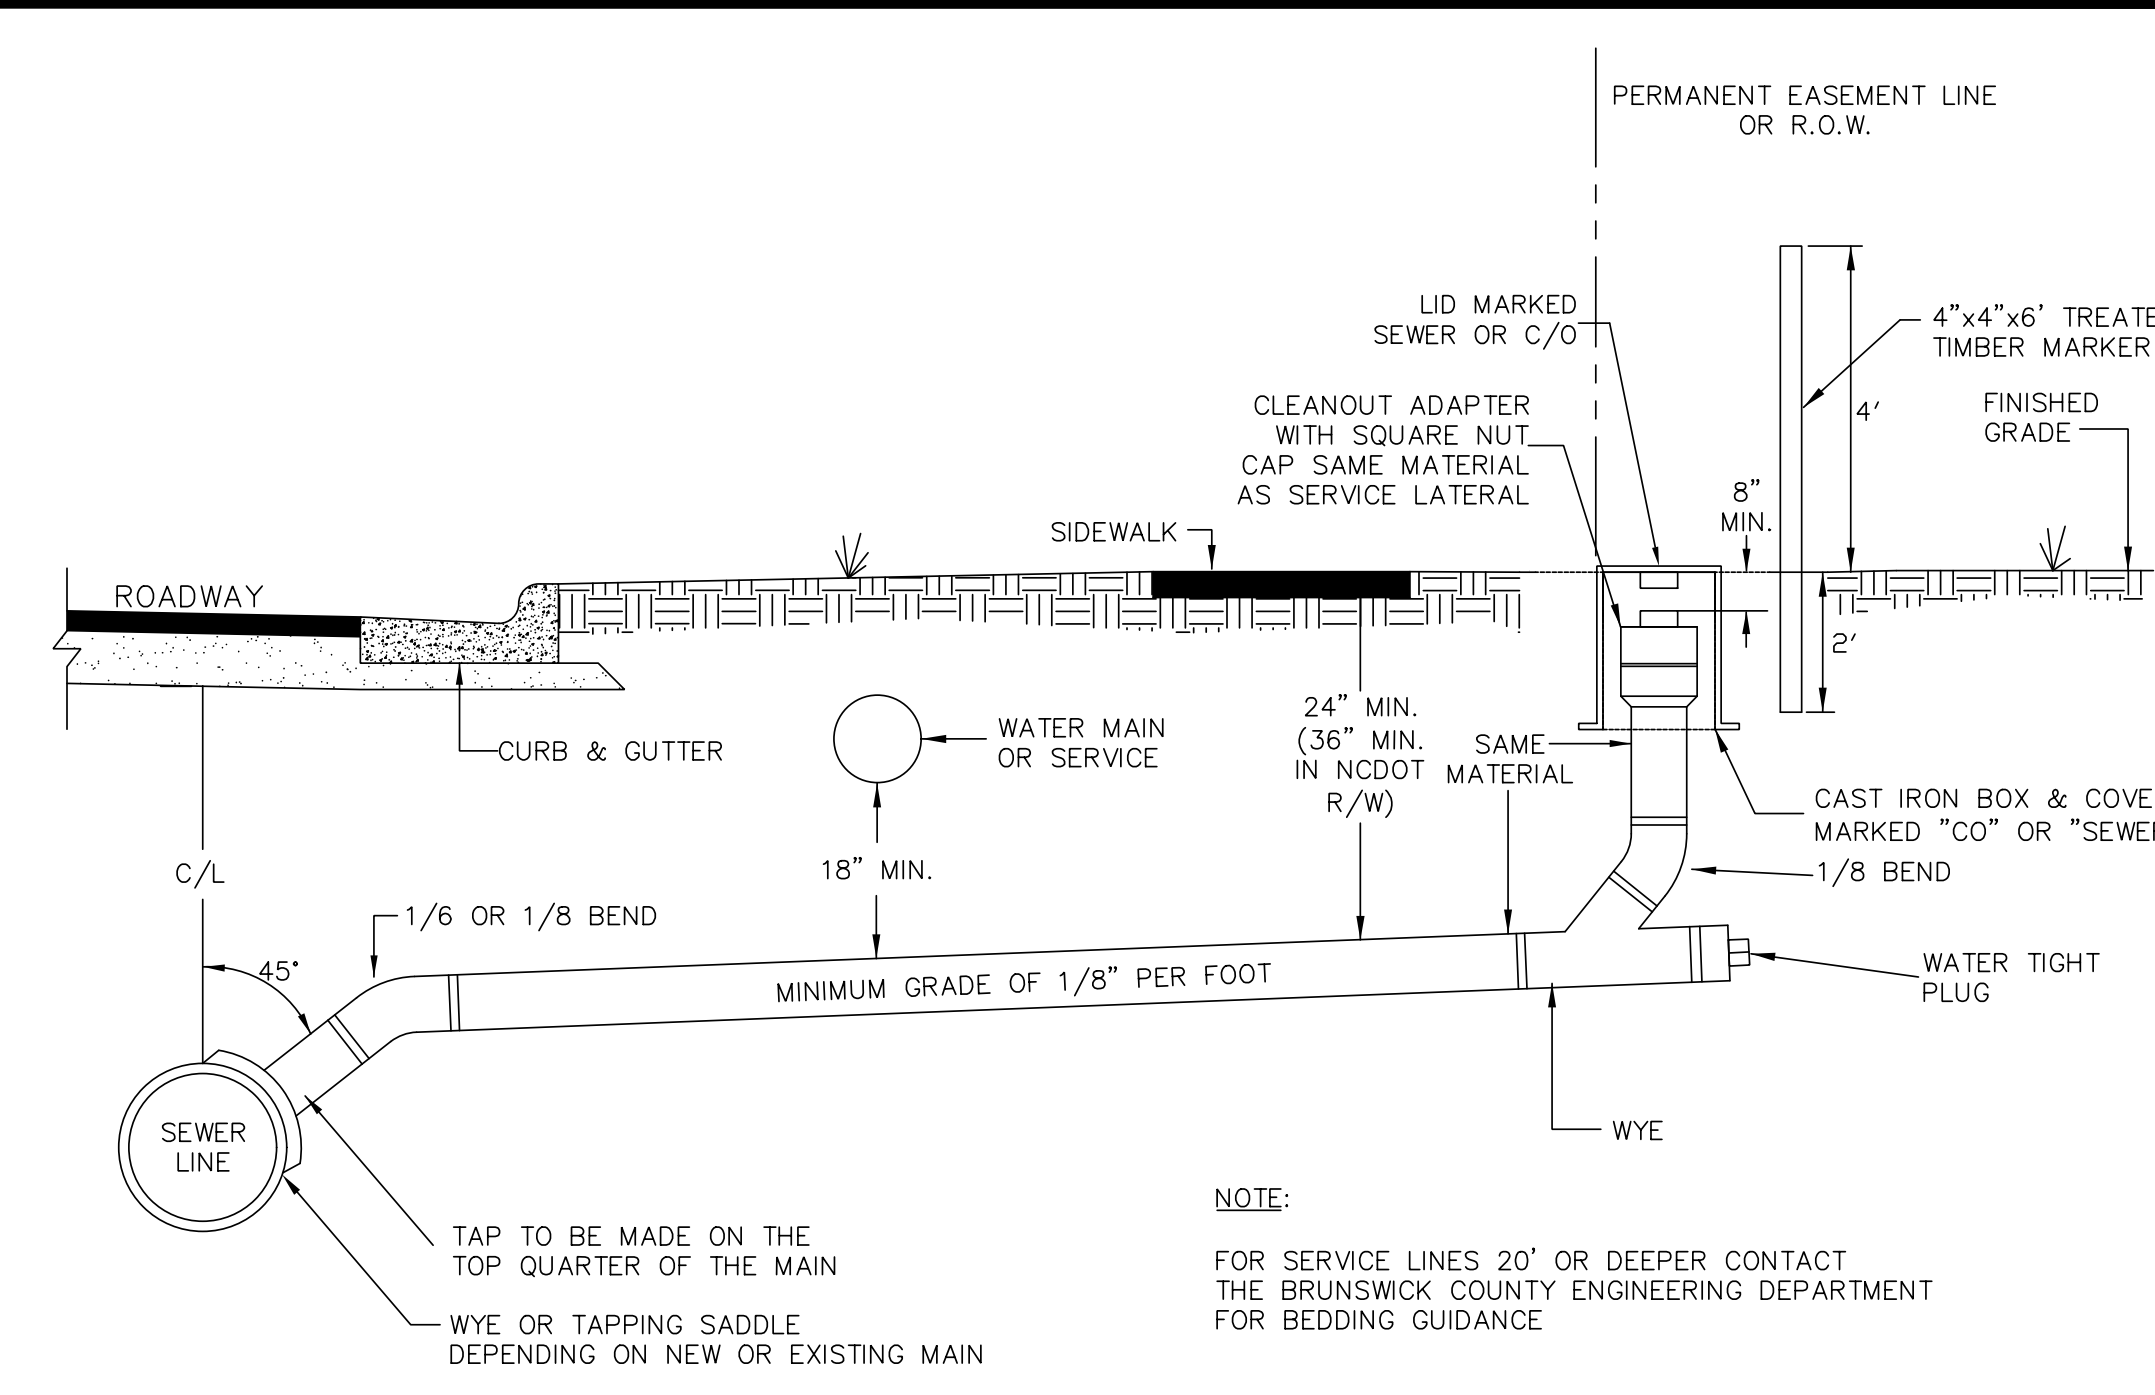 PERMANENT EASEMENT LINE
OR R.O.W.
LID MARKED
SEWER OR C/O
4"x4"x6' TREATE
TIMBER MARKER
CLEANOUT ADAPTER
WITH SQUARE NUT
CAP SAME MATERIAL
AS SERVICE LATERAL
4'
FINISHED
GRADE
8"
MIN.
SIDEWALK
ROADWAY
2'
CURB & GUTTER
WATER MAIN
OR SERVICE
24" MIN.
(36" MIN.
IN NCDOT
R/W)
SAME
MATERIAL
CAST IRON BOX & COVE
MARKED "CO" OR "SEWER
1/8 BEND
C/L
18" MIN.
1/6 OR 1/8 BEND
45°
MINIMUM GRADE OF 1/8" PER FOOT
WATER TIGHT
PLUG
SEWER
LINE
WYE
TAP TO BE MADE ON THE
TOP QUARTER OF THE MAIN
WYE OR TAPPING SADDLE
DEPENDING ON NEW OR EXISTING MAIN
NOTE:
FOR SERVICE LINES 20' OR DEEPER CONTACT
THE BRUNSWICK COUNTY ENGINEERING DEPARTMENT
FOR BEDDING GUIDANCE